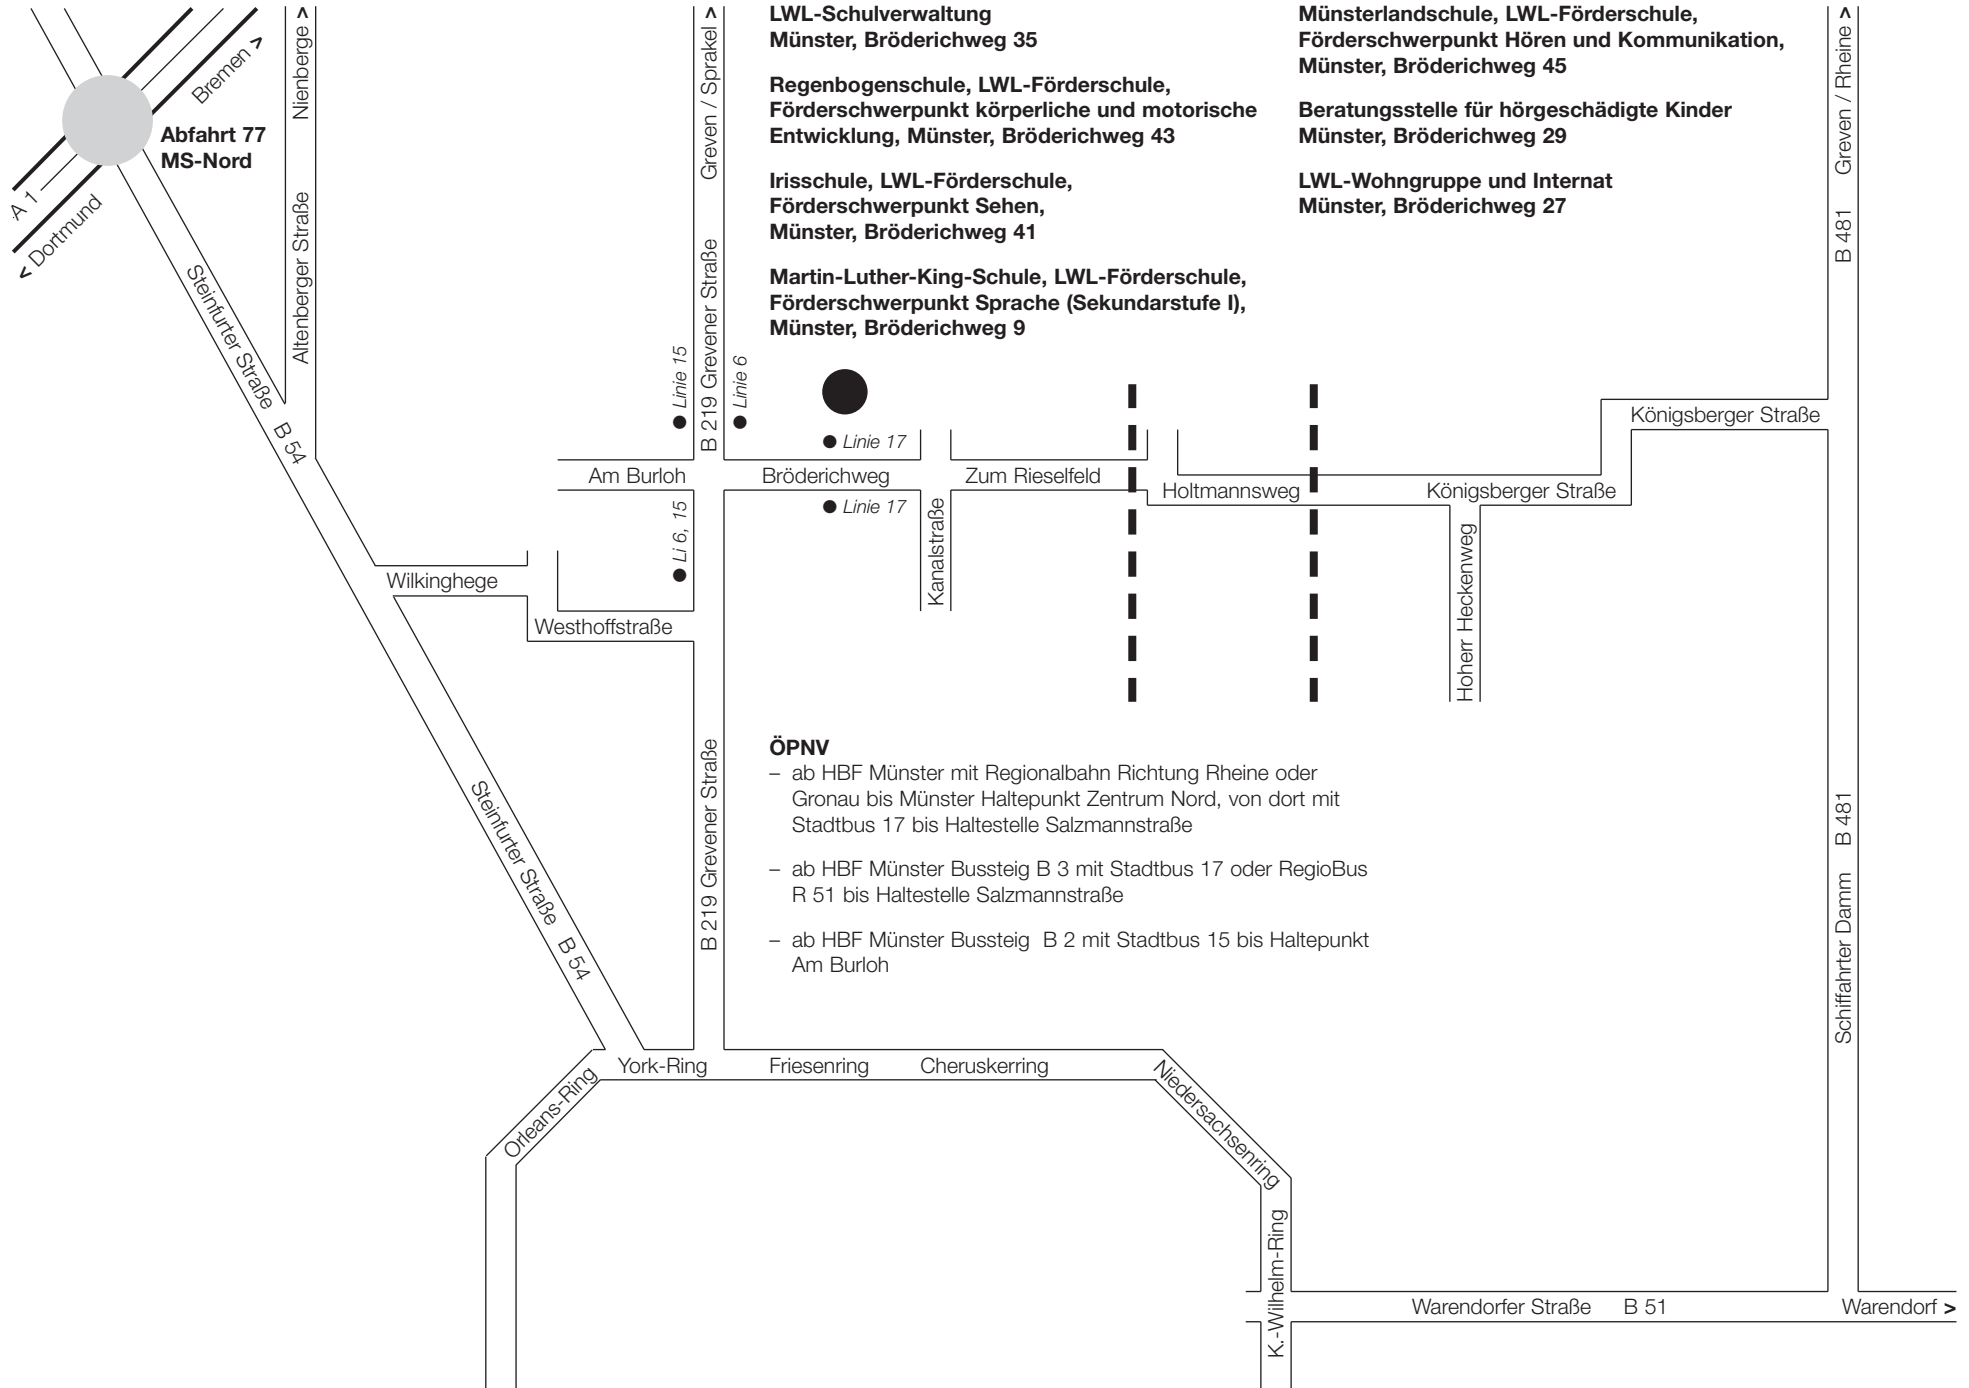 LWL-Schulverwaltung
Münster, Bröderichweg 35
Regenbogenschule, LWL-Förderschule,
Förderschwerpunkt körperliche und motorische
Entwicklung, Münster, Bröderichweg 43
Irisschule, LWL-Förderschule,
Förderschwerpunkt Sehen,
Münster, Bröderichweg 41
Martin-Luther-King-Schule, LWL-Förderschule,
Förderschwerpunkt Sprache (Sekundarstufe I),
Münster, Bröderichweg 9
Münsterlandschule, LWL-Förderschule,
Förderschwerpunkt Hören und Kommunikation,
Münster, Bröderichweg 45
Beratungsstelle für hörgeschädigte Kinder
Münster, Bröderichweg 29
LWL-Wohngruppe und Internat
Münster, Bröderichweg 27
Bremen >
Abfahrt 77
MS-Nord
A 1
< Dortmund
Nienberge >
Altenberger Straße
Steinfurter Straße B 54
Greven / Sprakel >
B 219 Grevener Straße
Linie 15
Linie 6
Linie 17
Am Burloh
Bröderichweg
Zum Rieselfeld
Linie 17
Li 6, 15
Kanalstraße
Holtmannsweg
Königsberger Straße
Königsberger Straße
Hoherr Heckenweg
Greven / Rheine >
B 481
Wilkinghege
Westhoffstraße
Steinfurter Straße B 54
B 219 Grevener Straße
ÖPNV
– ab HBF Münster mit Regionalbahn Richtung Rheine oder
Gronau bis Münster Haltepunkt Zentrum Nord, von dort mit
Stadtbus 17 bis Haltestelle Salzmannstraße
– ab HBF Münster Bussteig B 3 mit Stadtbus 17 oder RegioBus
R 51 bis Haltestelle Salzmannstraße
– ab HBF Münster Bussteig B 2 mit Stadtbus 15 bis Haltepunkt
Am Burloh
Schiffahrter Damm B 481
Orleans-Ring
York-Ring
Friesenring
Cheruskerring
Niedersachsenring
K.-Wilhelm-Ring
Warendorfer Straße B 51
Warendorf >